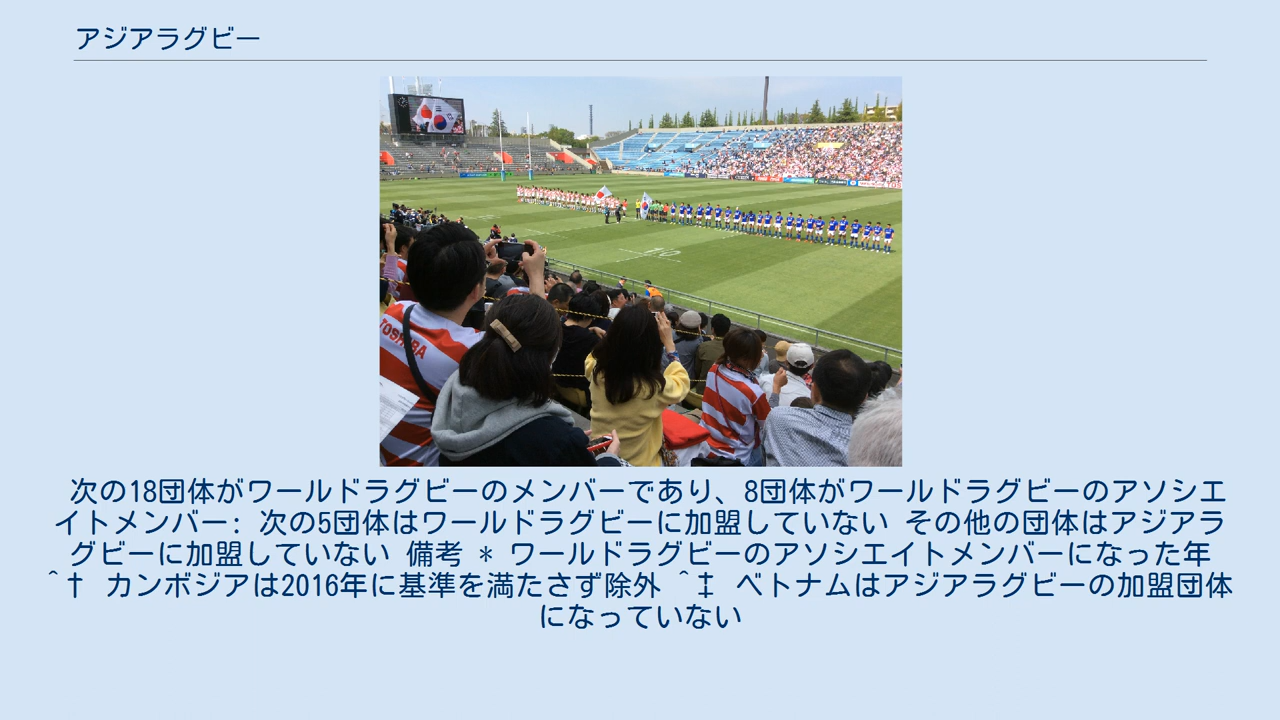 アジアラグビー
TOSHIBA
10
次の18団体がワールドラグビーのメンバーであり、8団体がワールドラグビーのアソシエ
イトメンバー: 次の5団体はワールドラグビーに加盟していない その他の団体はアジアラ
グビーに加盟していない 備考 * ワールドラグビーのアソシエイトメンバーになった年
^† カンボジアは2016年に基準を満たさず除外 ^‡ ベトナムはアジアラグビーの加盟団体
になっていない